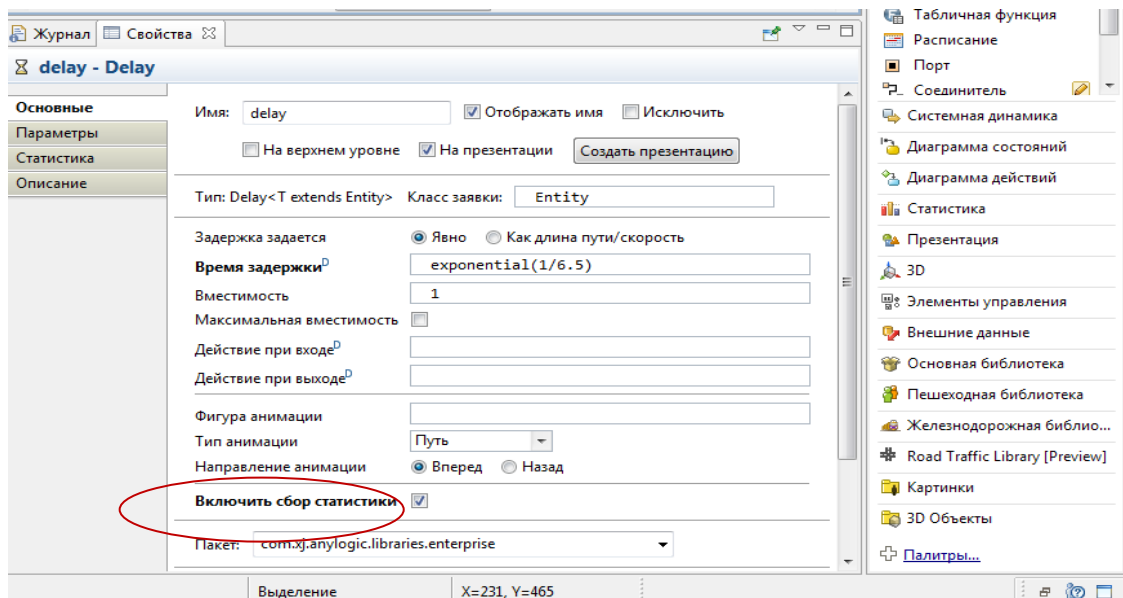 Журнал Свойства
delay - Delay
Основные
Параметры
Статистика
Описание
Имя: delay Отображать имя Исключить
На верхнем уровне На презентации Создать презентацию
Тип: Delay<T extends Entity> Класс заявки: Entity
Задержка задается Явно Как длина пути/скорость
Время задержкиD exponential(1/6.5)
Вместимость 1
Максимальная вместимость
Действие при входеD
Действие при выходеD
Фигура анимации
Тип анимации Путь
Направление анимации Вперед Назад
Включить сбор статистики
Пакет: com.xj.anylogic.libraries.enterprise
Выделение X=231, Y=465
Табличная функция
Расписание
Порт
Соединитель
Системная динамика
Диаграмма состояний
Диаграмма действий
Статистика
Презентация
3D
Элементы управления
Внешние данные
Основная библиотека
Пешеходная библиотека
Железнодорожная библио...
Road Traffic Library [Preview]
Картинки
3D Объекты
Палитры...